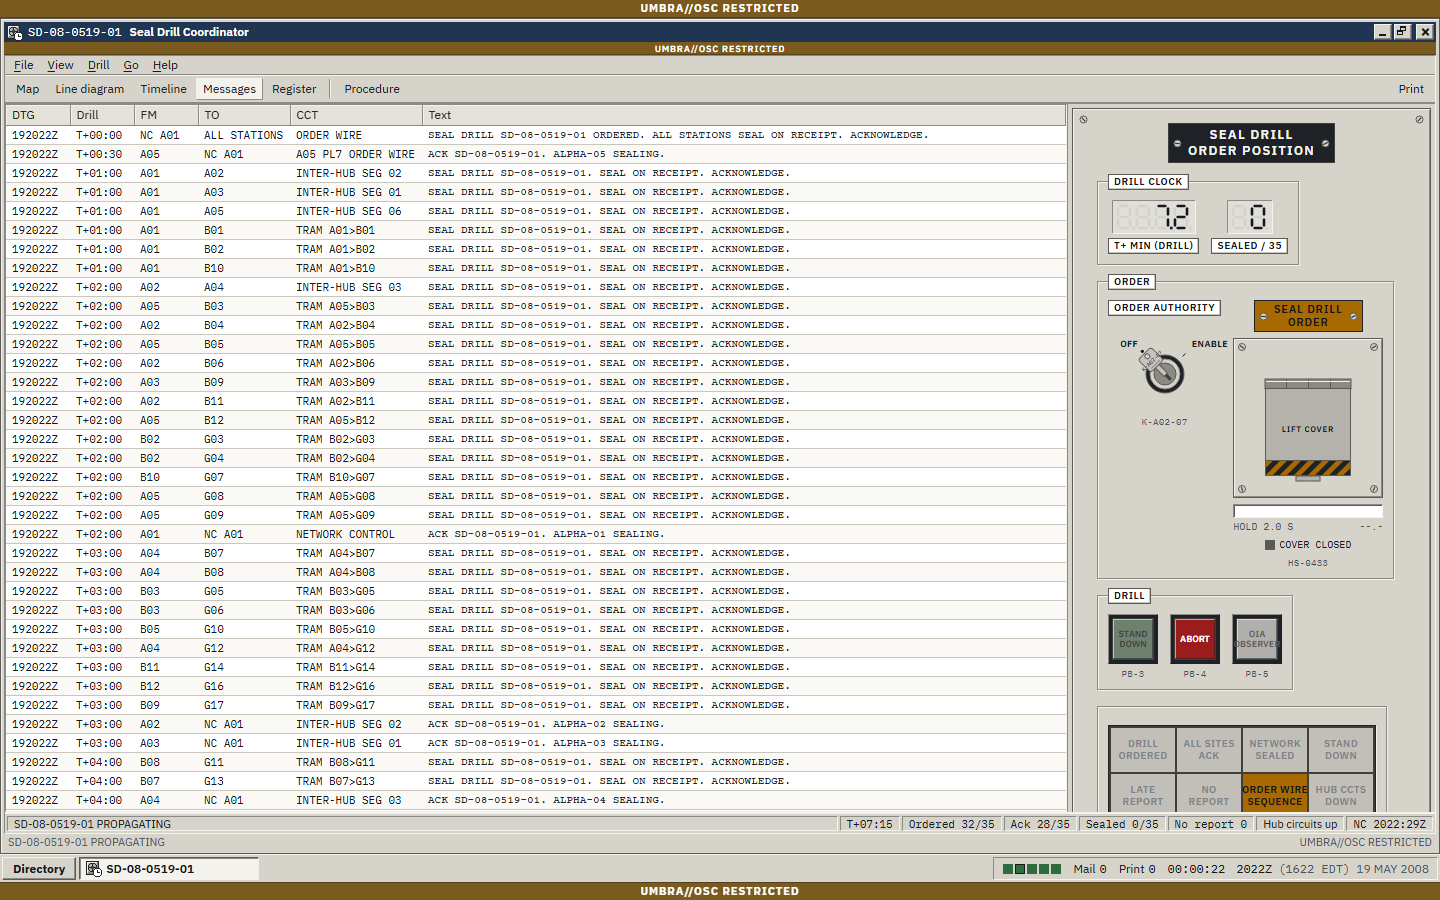 UMBRA//OSC RESTRICTED
SD-08-0519-01 Seal Drill Coordinator
UMBRA//OSC RESTRICTED
File View Drill Go Help
Map Line diagram Timeline Messages Register Procedure Print
DTG Drill FM TO CCT Text
192022Z T+00:00 NC A01 ALL STATIONS ORDER WIRE SEAL DRILL SD-08-0519-01 ORDERED. ALL STATIONS SEAL ON RECEIPT. ACKNOWLEDGE.
192022Z T+00:30 A05 NC A01 A05 PL7 ORDER WIRE ACK SD-08-0519-01. ALPHA-05 SEALING.
192022Z T+01:00 A01 A02 INTER-HUB SEG 02 SEAL DRILL SD-08-0519-01. SEAL ON RECEIPT. ACKNOWLEDGE.
192022Z T+01:00 A01 A03 INTER-HUB SEG 01 SEAL DRILL SD-08-0519-01. SEAL ON RECEIPT. ACKNOWLEDGE.
192022Z T+01:00 A01 A05 INTER-HUB SEG 06 SEAL DRILL SD-08-0519-01. SEAL ON RECEIPT. ACKNOWLEDGE.
192022Z T+01:00 A01 B01 TRAM A01>B01 SEAL DRILL SD-08-0519-01. SEAL ON RECEIPT. ACKNOWLEDGE.
192022Z T+01:00 A01 B02 TRAM A01>B02 SEAL DRILL SD-08-0519-01. SEAL ON RECEIPT. ACKNOWLEDGE.
192022Z T+01:00 A01 B10 TRAM A01>B10 SEAL DRILL SD-08-0519-01. SEAL ON RECEIPT. ACKNOWLEDGE.
192022Z T+02:00 A02 A04 INTER-HUB SEG 03 SEAL DRILL SD-08-0519-01. SEAL ON RECEIPT. ACKNOWLEDGE.
192022Z T+02:00 A05 B03 TRAM A05>B03 SEAL DRILL SD-08-0519-01. SEAL ON RECEIPT. ACKNOWLEDGE.
192022Z T+02:00 A02 B04 TRAM A02>B04 SEAL DRILL SD-08-0519-01. SEAL ON RECEIPT. ACKNOWLEDGE.
192022Z T+02:00 A05 B05 TRAM A05>B05 SEAL DRILL SD-08-0519-01. SEAL ON RECEIPT. ACKNOWLEDGE.
192022Z T+02:00 A02 B06 TRAM A02>B06 SEAL DRILL SD-08-0519-01. SEAL ON RECEIPT. ACKNOWLEDGE.
192022Z T+02:00 A03 B09 TRAM A03>B09 SEAL DRILL SD-08-0519-01. SEAL ON RECEIPT. ACKNOWLEDGE.
192022Z T+02:00 A02 B11 TRAM A02>B11 SEAL DRILL SD-08-0519-01. SEAL ON RECEIPT. ACKNOWLEDGE.
192022Z T+02:00 A05 B12 TRAM A05>B12 SEAL DRILL SD-08-0519-01. SEAL ON RECEIPT. ACKNOWLEDGE.
192022Z T+02:00 B02 G03 TRAM B02>G03 SEAL DRILL SD-08-0519-01. SEAL ON RECEIPT. ACKNOWLEDGE.
192022Z T+02:00 B02 G04 TRAM B02>G04 SEAL DRILL SD-08-0519-01. SEAL ON RECEIPT. ACKNOWLEDGE.
192022Z T+02:00 B10 G07 TRAM B10>G07 SEAL DRILL SD-08-0519-01. SEAL ON RECEIPT. ACKNOWLEDGE.
192022Z T+02:00 A05 G08 TRAM A05>G08 SEAL DRILL SD-08-0519-01. SEAL ON RECEIPT. ACKNOWLEDGE.
192022Z T+02:00 A05 G09 TRAM A05>G09 SEAL DRILL SD-08-0519-01. SEAL ON RECEIPT. ACKNOWLEDGE.
192022Z T+02:00 A01 NC A01 NETWORK CONTROL ACK SD-08-0519-01. ALPHA-01 SEALING.
192022Z T+03:00 A04 B07 TRAM A04>B07 SEAL DRILL SD-08-0519-01. SEAL ON RECEIPT. ACKNOWLEDGE.
192022Z T+03:00 A04 B08 TRAM A04>B08 SEAL DRILL SD-08-0519-01. SEAL ON RECEIPT. ACKNOWLEDGE.
192022Z T+03:00 B03 G05 TRAM B03>G05 SEAL DRILL SD-08-0519-01. SEAL ON RECEIPT. ACKNOWLEDGE.
192022Z T+03:00 B03 G06 TRAM B03>G06 SEAL DRILL SD-08-0519-01. SEAL ON RECEIPT. ACKNOWLEDGE.
192022Z T+03:00 B05 G10 TRAM B05>G10 SEAL DRILL SD-08-0519-01. SEAL ON RECEIPT. ACKNOWLEDGE.
192022Z T+03:00 A04 G12 TRAM A04>G12 SEAL DRILL SD-08-0519-01. SEAL ON RECEIPT. ACKNOWLEDGE.
192022Z T+03:00 B11 G14 TRAM B11>G14 SEAL DRILL SD-08-0519-01. SEAL ON RECEIPT. ACKNOWLEDGE.
192022Z T+03:00 B12 G16 TRAM B12>G16 SEAL DRILL SD-08-0519-01. SEAL ON RECEIPT. ACKNOWLEDGE.
192022Z T+03:00 B09 G17 TRAM B09>G17 SEAL DRILL SD-08-0519-01. SEAL ON RECEIPT. ACKNOWLEDGE.
192022Z T+03:00 A02 NC A01 INTER-HUB SEG 02 ACK SD-08-0519-01. ALPHA-02 SEALING.
192022Z T+03:00 A03 NC A01 INTER-HUB SEG 01 ACK SD-08-0519-01. ALPHA-03 SEALING.
192022Z T+04:00 B08 G11 TRAM B08>G11 SEAL DRILL SD-08-0519-01. SEAL ON RECEIPT. ACKNOWLEDGE.
192022Z T+04:00 B07 G13 TRAM B07>G13 SEAL DRILL SD-08-0519-01. SEAL ON RECEIPT. ACKNOWLEDGE.
192022Z T+04:00 A04 NC A01 INTER-HUB SEG 03 ACK SD-08-0519-01. ALPHA-04 SEALING.
SEAL DRILL
ORDER POSITION
DRILL CLOCK
7.2 0
T+ MIN (DRILL) SEALED / 35
ORDER
ORDER AUTHORITY
SEAL DRILL
ORDER
OFF ENABLE
K-A02-07
LIFT COVER
HOLD 2.0 S --.-
COVER CLOSED
HS-0433
DRILL
STAND
DOWN
ABORT
OIA
OBSERVER
PB-3 PB-4 PB-5
DRILL
ORDERED
ALL SITES
ACK
NETWORK
SEALED
STAND
DOWN
LATE
REPORT
NO
REPORT
ORDER WIRE
SEQUENCE
HUB CCTS
DOWN
SD-08-0519-01 PROPAGATING T+07:15 Ordered 32/35 Ack 28/35 Sealed 0/35 No report 0 Hub circuits up NC 2022:29Z
SD-08-0519-01 PROPAGATING UMBRA//OSC RESTRICTED
Directory SD-08-0519-01 Mail 0 Print 0 00:00:22 2022Z (1622 EDT) 19 MAY 2008
UMBRA//OSC RESTRICTED